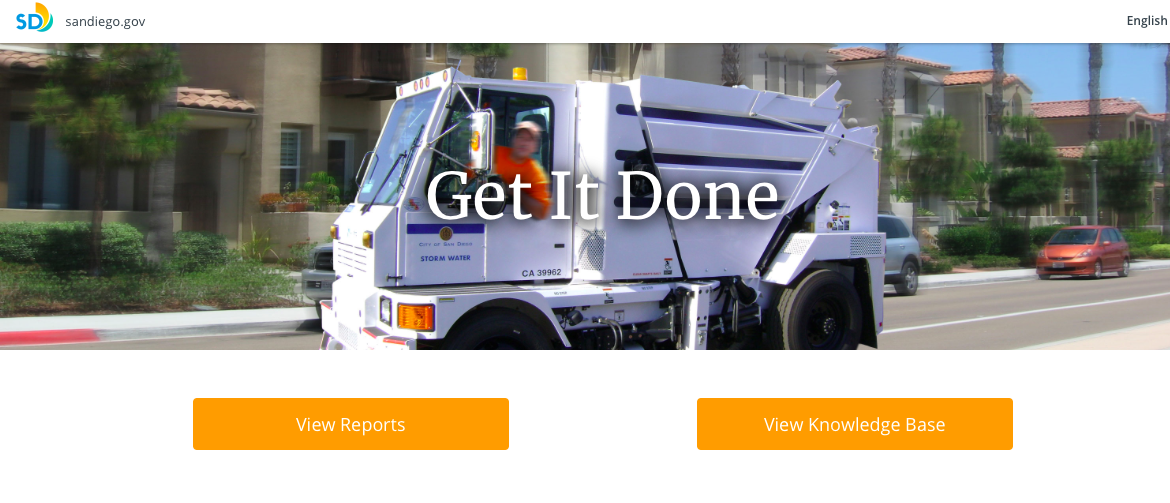 SD
sandiego.gov
English
Get It Done
CITY OF SAN DIEGO
STORM WATER
CA 39962
View Reports
View Knowledge Base